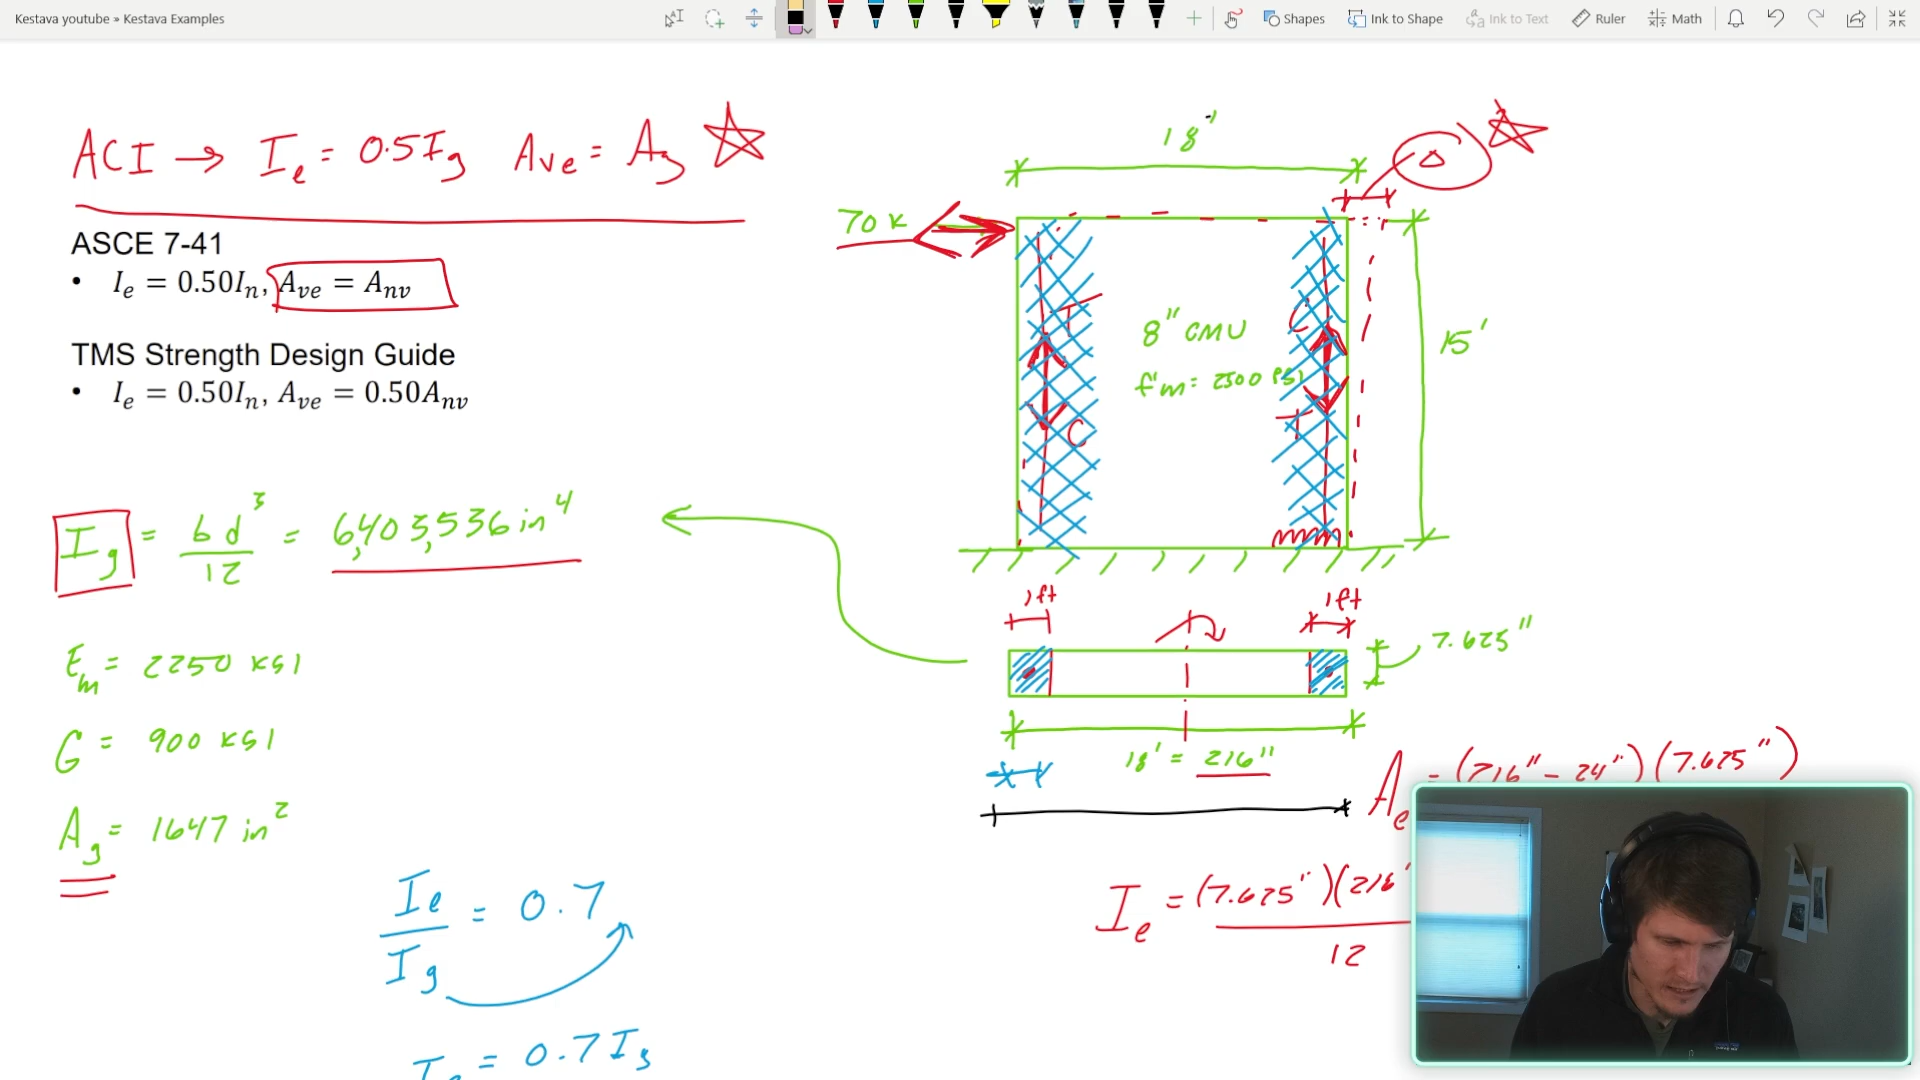 Kestava youtube » Kestava Examples
Shapes
Ink to Shape
Ink to Text
Ruler
Math
ACI → Ie = 0.5Ig Ave = Ag
ASCE 7-41
• Ie = 0.50In, Ave = Anv
TMS Strength Design Guide
• Ie = 0.50In, Ave = 0.50Anv
Ig = bd³/12 = 6,403,536 in⁴
Em = 2250 KSI
G = 900 KSI
Ag = 1647 in²
Ie/Ig = 0.7
= 0.7 Ig
18'
Δ
70 K
T
C
8" CMU
f'm = 2500 PSI
C
T
15'
1ft
1ft
7.625"
18' = 216"
Ae = (216" - 24")(7.625")
Ie = (7.625")(216"
12